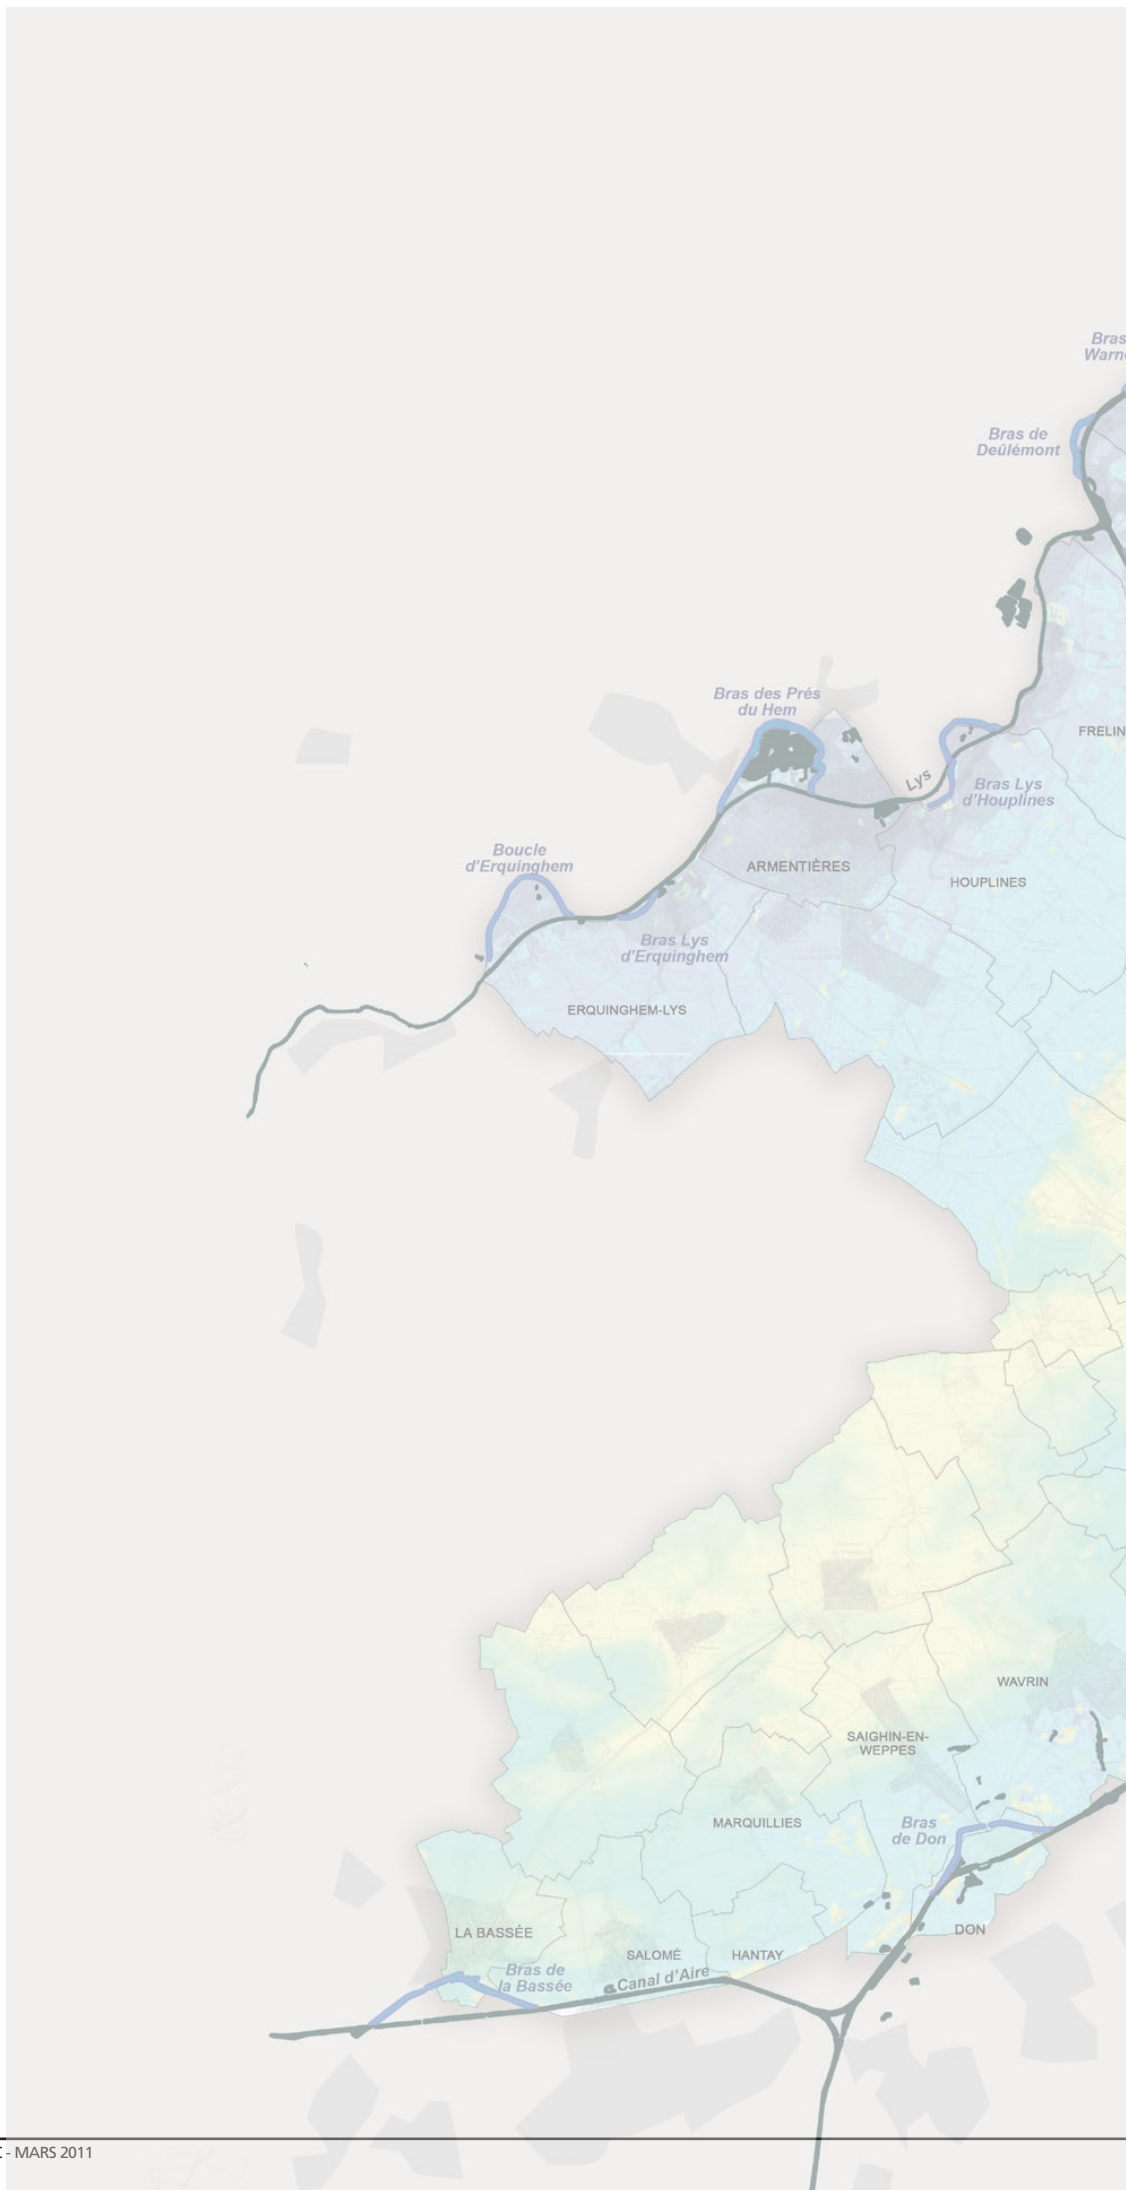 Bras
Warn
Bras de
Deûlémont
Bras des Prés
du Hem
FRELIN
Lys
Bras Lys
d'Houplines
Boucle
d'Erquinghem
ARMENTIÈRES
HOUPLINES
Bras Lys
d'Erquinghem
ERQUINGHEM-LYS
WAVRIN
SAIGHIN-EN-
WEPPES
MARQUILLIES
Bras
de Don
LA BASSÉE
DON
SALOMÉ
HANTAY
Bras de
la Bassée
Canal d'Aire
- MARS 2011